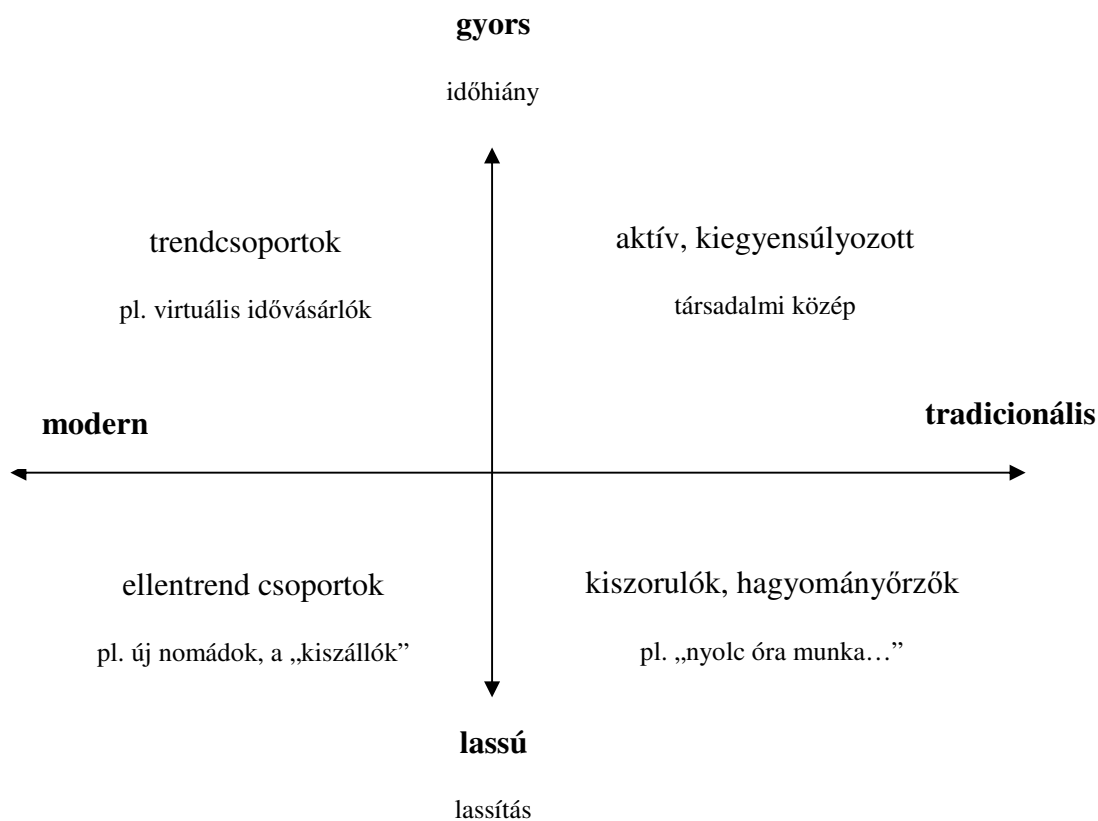 gyors
időhiány
trendcsoportok
aktív, kiegyensúlyozott
pl. virtuális idővásárlók
társadalmi közép
modern
tradicionális
ellentrend csoportok
kiszorulók, hagyományőrzők
pl. új nomádok, a „kiszállók”
pl. „nyolc óra munka…”
lassú
lassítás